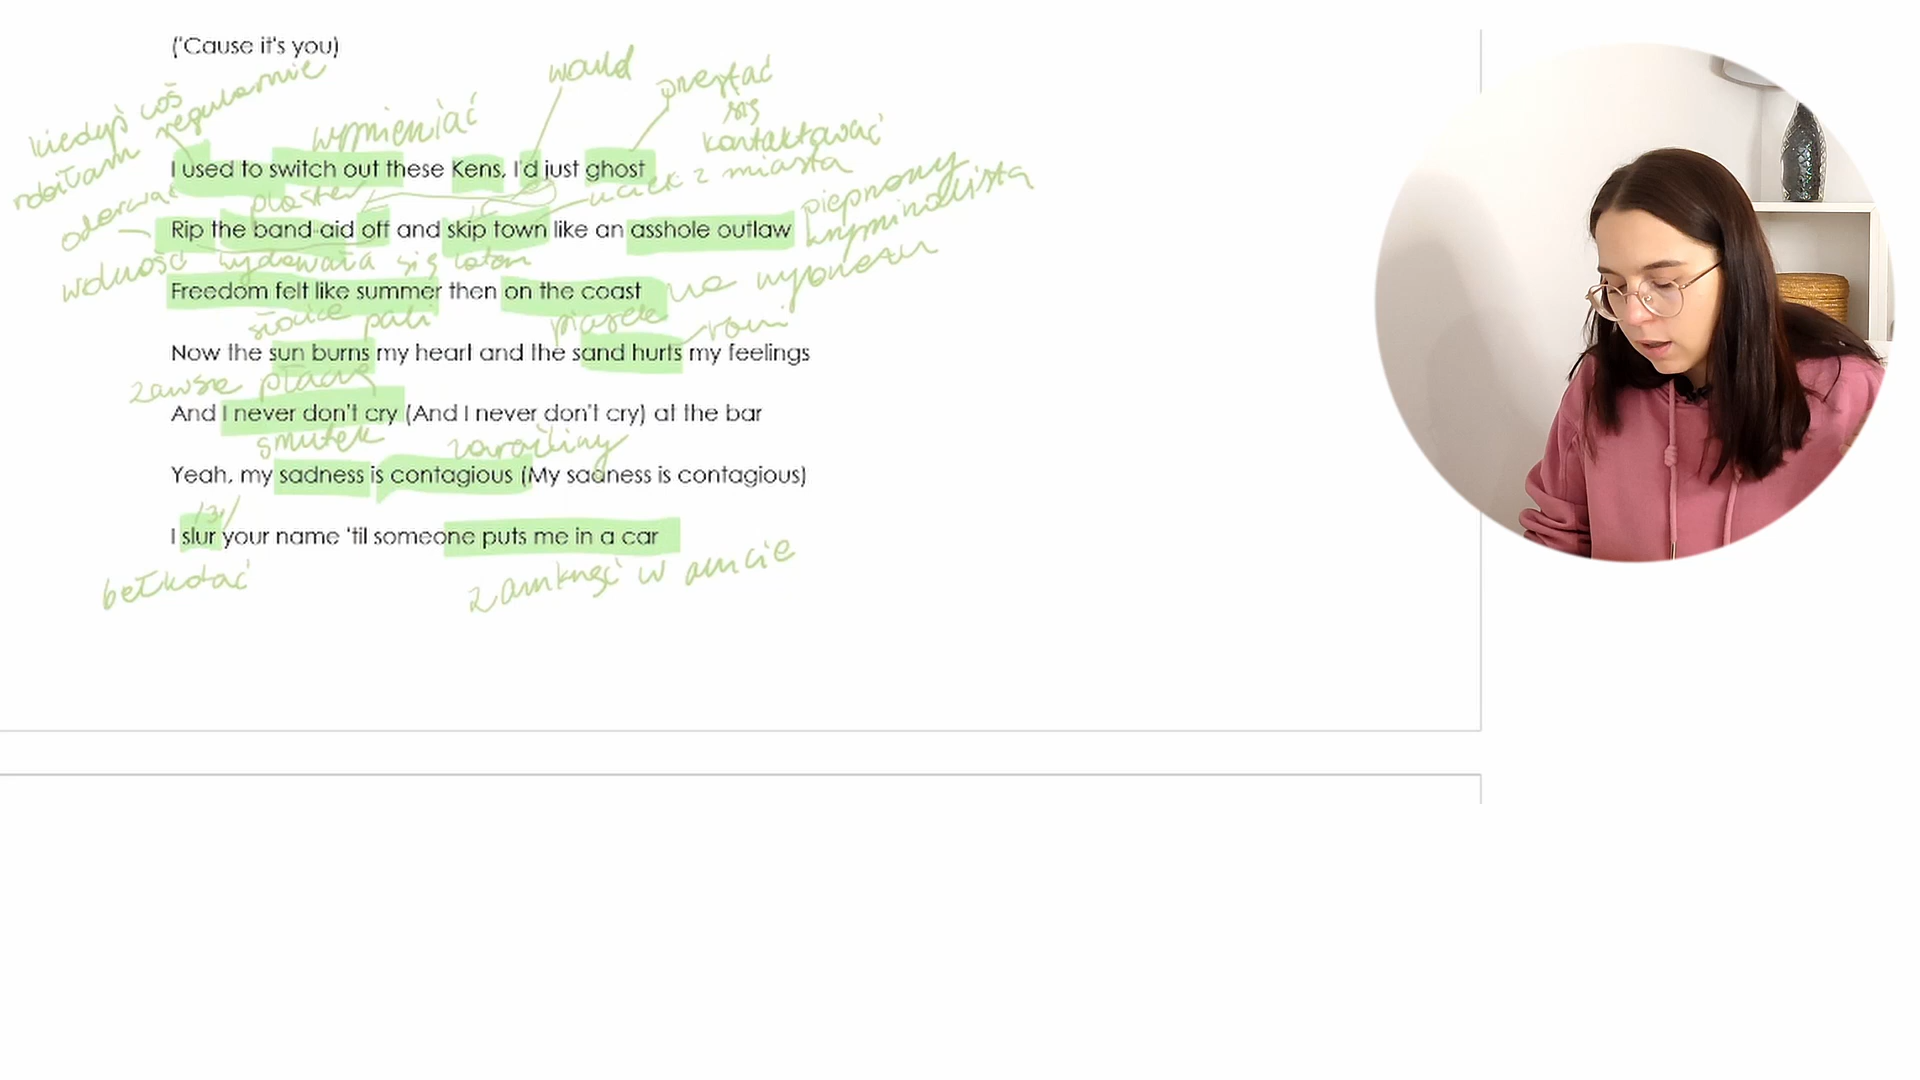 ('Cause it's you)
kiedyś coś regularnie
robiłam
wymieniać
would
przestać
się
kontaktować
I used to switch out these Kens, I'd just ghost
oderwać plaster uciec z miasta
Rip the band-aid off and skip town like an asshole outlaw
pieprzony
kryminalista
wolność wydawała się latem
Freedom felt like summer then on the coast
na wybrzeżu
słońce pali piasek rani
Now the sun burns my heart and the sand hurts my feelings
zawsze płaczę
And I never don't cry (And I never don't cry) at the bar
smutek zaraźliwy
Yeah, my sadness is contagious (My sadness is contagious)
I slur your name 'til someone puts me in a car
bełkotać zamknąć w aucie